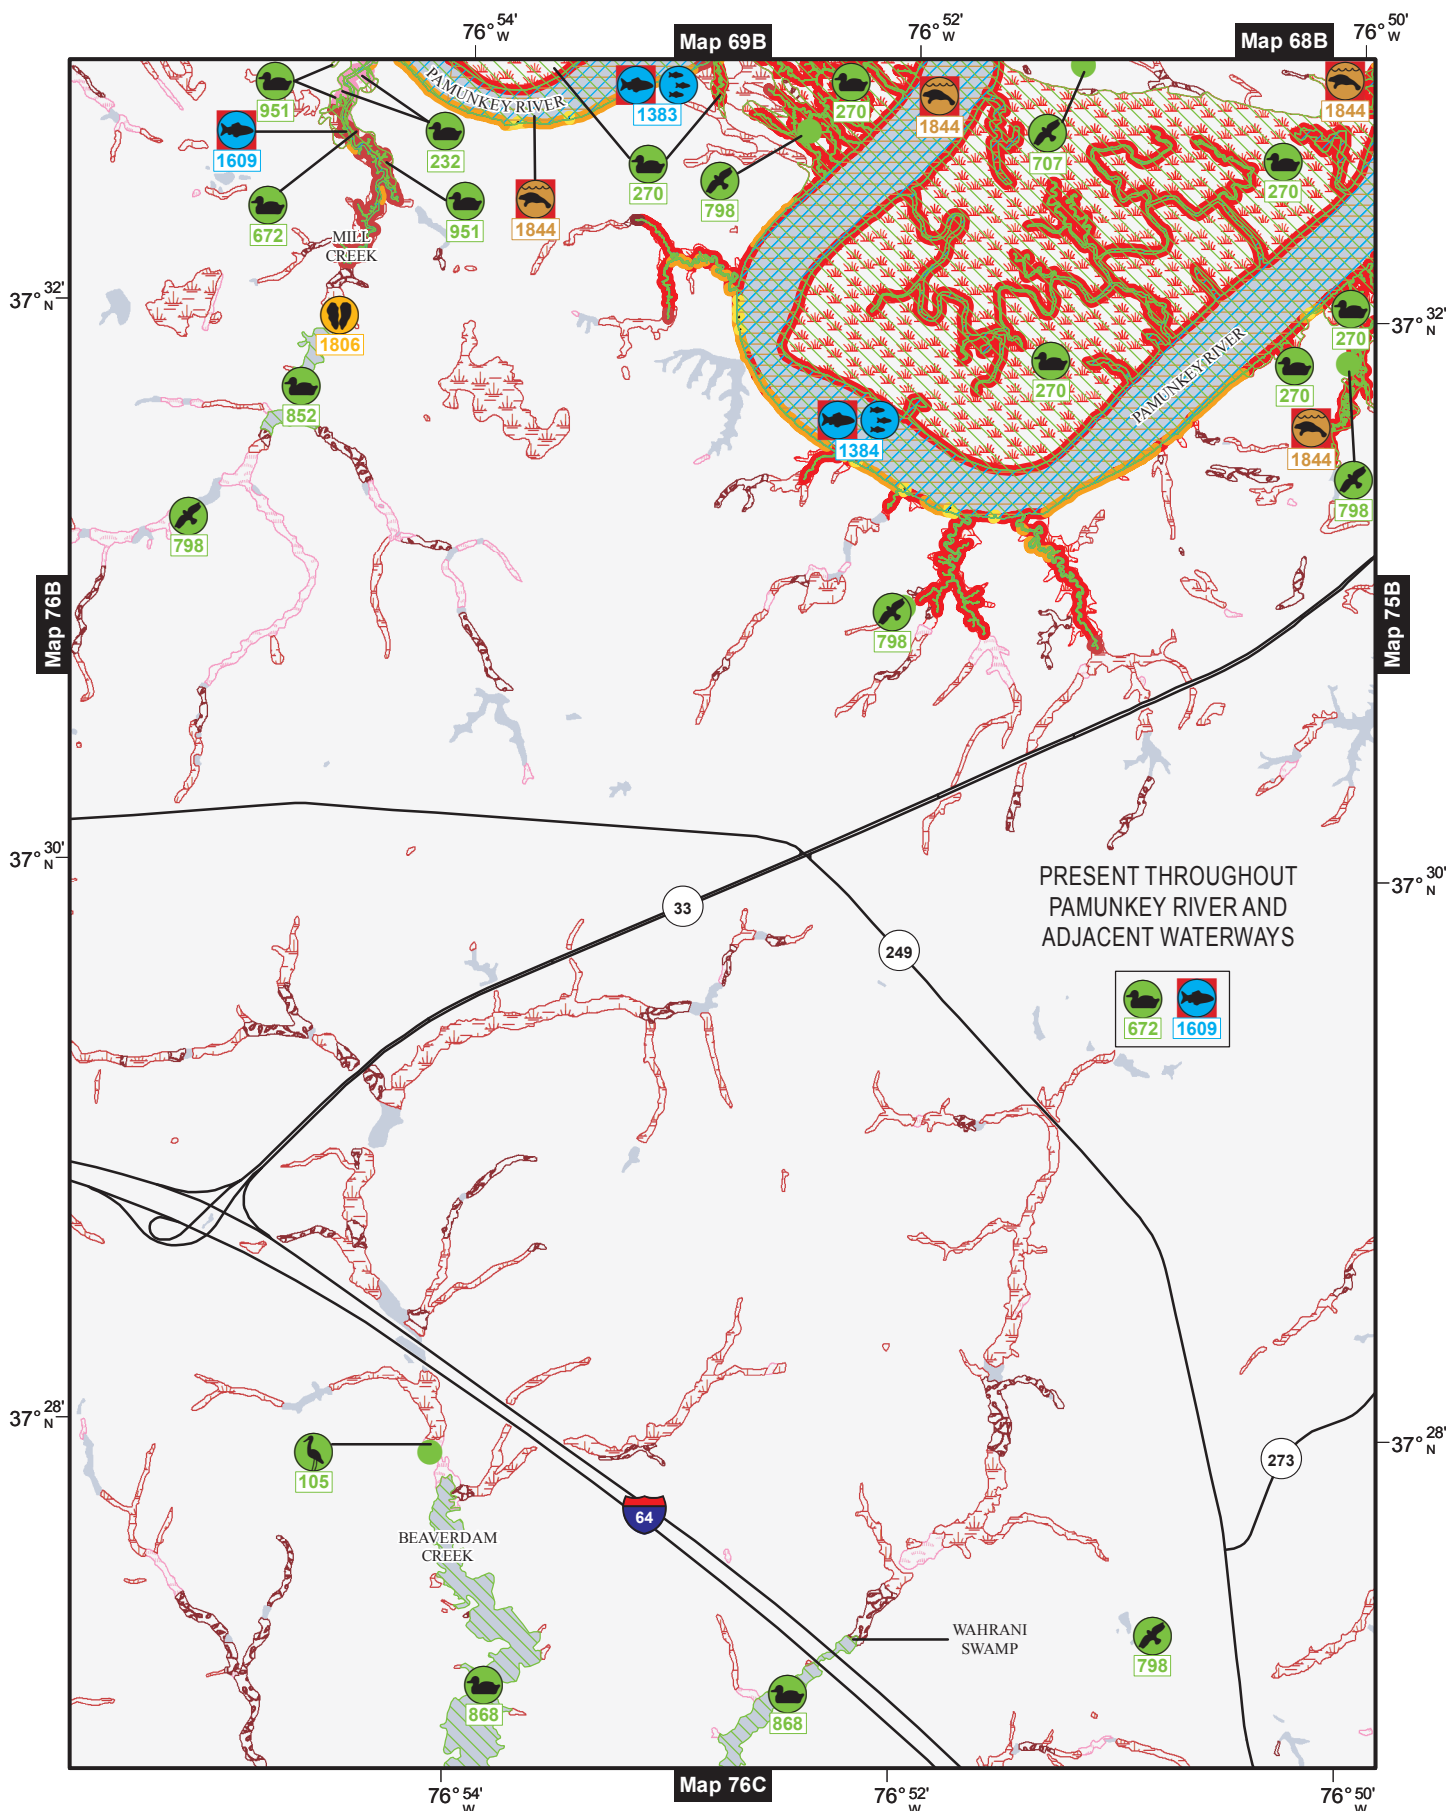 76° 54' W
Map 69B
76° 52' W
Map 68B
76° 50' W
951
PAMUNKEY RIVER
1383
270
1844
1844
1609
232
707
270
798
270
672
951
1844
MILL
CREEK
37° 32' N
1806
270
37° 32' N
852
270
270
PAMUNKEY RIVER
1384
1844
798
798
Map 76B
Map 75B
798
37° 30' N
PRESENT THROUGHOUT
PAMUNKEY RIVER AND
ADJACENT WATERWAYS
37° 30' N
33
249
672
1609
37° 28' N
37° 28' N
273
105
64
BEAVERDAM
CREEK
WAHRANI
SWAMP
798
868
868
76° 54' W
Map 76C
76° 52' W
76° 50' W